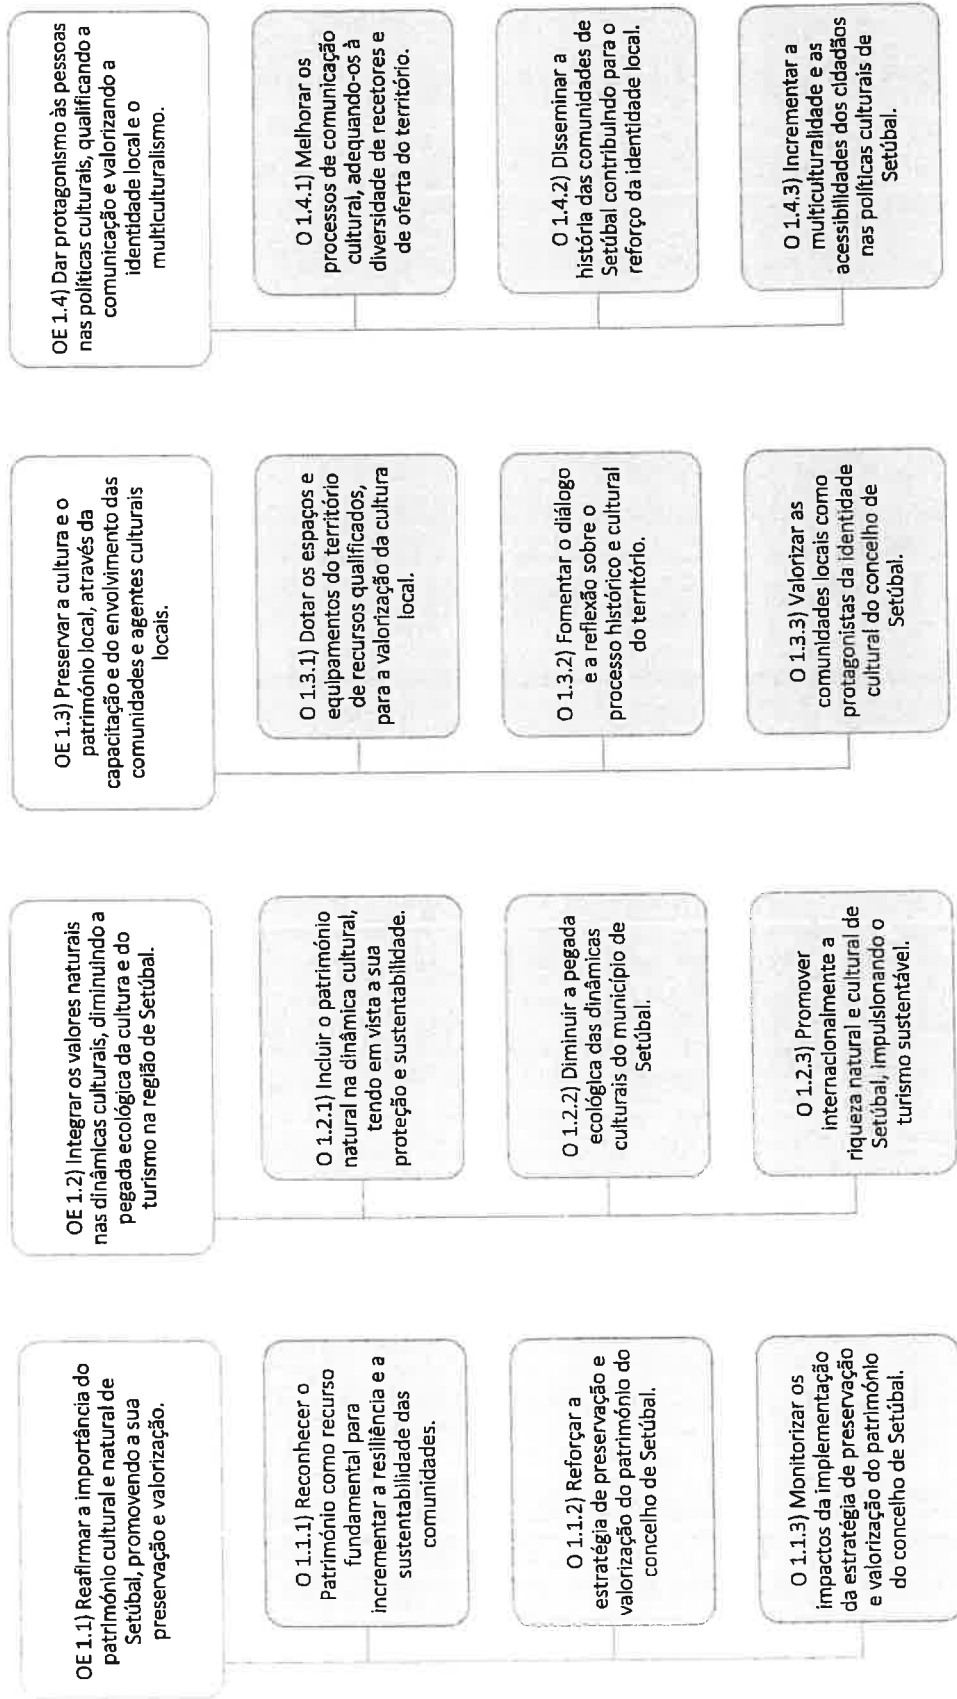 OE 1.1) Reafirmar a importância do
património cultural e natural de
Setúbal, promovendo a sua
preservação e valorização.
O 1.1.1) Reconhecer o
Património como recurso
fundamental para
incrementar a resiliência e a
sustentabilidade das
comunidades.
O 1.1.2) Reforçar a
estratégia de preservação e
valorização do património do
concelho de Setúbal.
O 1.1.3) Monitorizar os
impactos da implementação
da estratégia de preservação
e valorização do património
do concelho de Setúbal.
OE 1.2) Integrar os valores naturais
nas dinâmicas culturais, diminuindo a
pegada ecológica da cultura e do
turismo na região de Setúbal.
O 1.2.1) Incluir o património
natural na dinâmica cultural,
tendo em vista a sua
proteção e sustentabilidade.
O 1.2.2) Diminuir a pegada
ecológica das dinâmicas
culturais do município de
Setúbal.
O 1.2.3) Promover
internacionalmente a
riqueza natural e cultural de
Setúbal, impulsionando o
turismo sustentável.
OE 1.3) Preservar a cultura e o
património local, através da
capacitação e do envolvimento das
comunidades e agentes culturais
locais.
O 1.3.1) Dotar os espaços e
equipamentos do território
de recursos qualificados,
para a valorização da cultura
local.
O 1.3.2) Fomentar o diálogo
e a reflexão sobre o
processo histórico e cultural
do território.
O 1.3.3) Valorizar as
comunidades locais como
protagonistas da identidade
cultural do concelho de
Setúbal.
OE 1.4) Dar protagonismo às pessoas
nas políticas culturais, qualificando a
comunicação e valorizando a
identidade local e o
multiculturalismo.
O 1.4.1) Melhorar os
processos de comunicação
cultural, adequando-os à
diversidade de recetores e
de oferta do território.
O 1.4.2) Disseminar a
história das comunidades de
Setúbal contribuindo para o
reforço da identidade local.
O 1.4.3) Incrementar a
multiculturalidade e as
acessibilidades dos cidadãos
nas políticas culturais de
Setúbal.